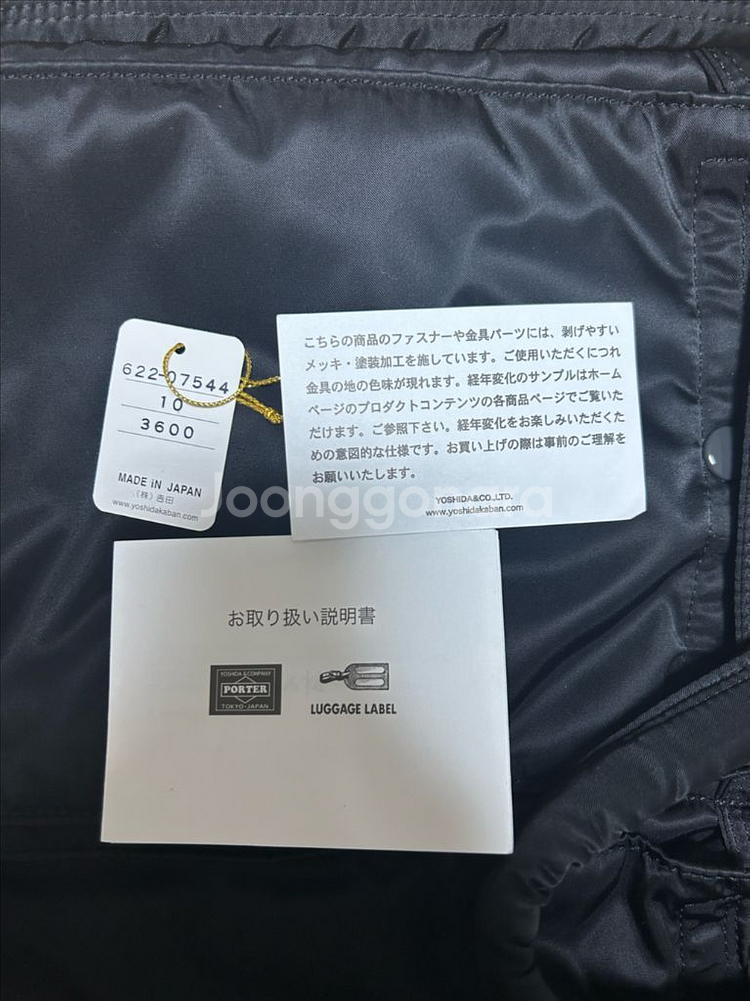 622-07544
10
3600
MADE iN JAPAN
(株)吉田
www.yoshidakaban.com
こちらの商品のファスナーや金具パーツには、剥げやすい
メッキ・塗装加工を施しています。ご使用いただくにつれ
金具の地の色味が現れます。経年変化のサンプルはホーム
ページのプロダクトコンテンツの各商品ページでご覧いた
だけます。ご参照下さい。経年変化をお楽しみいただくた
めの意図的な仕様です。お買い上げの際は事前のご理解を
お願いいたします。
YOSHIDA&CO.,LTD.
www.yoshidakaban.com
お取り扱い説明書
YOSHIDA & COMPANY
PORTER
TOKYO-JAPAN
LUGGAGE LABEL